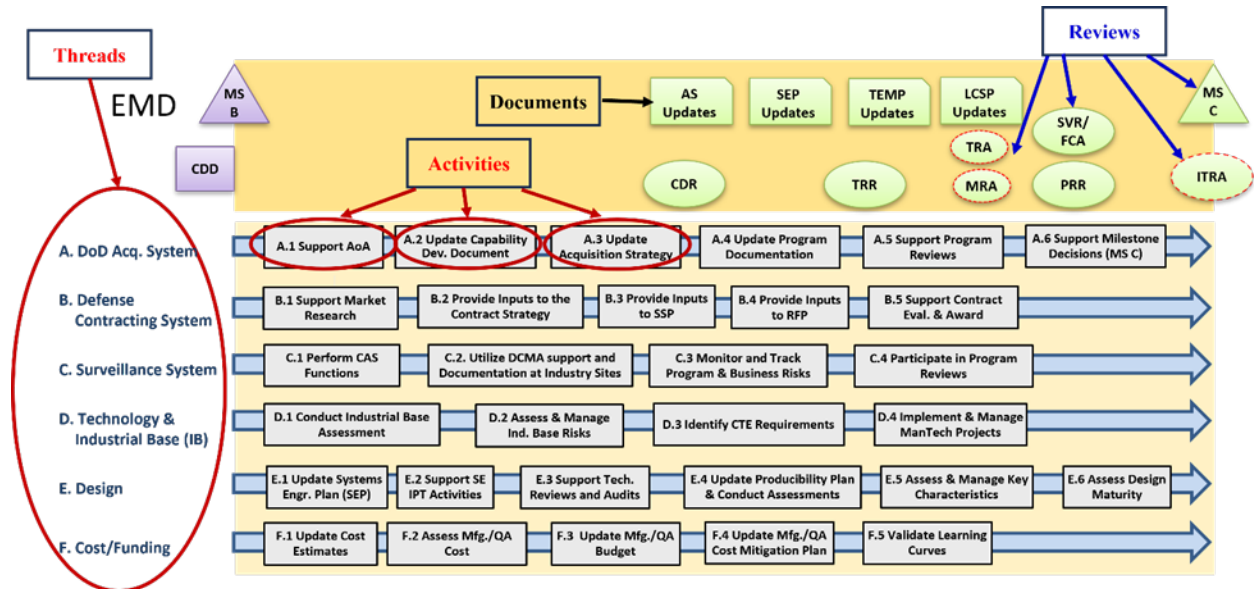 Threads
Reviews
EMD
MS
B
Documents
AS
Updates
SEP
Updates
TEMP
Updates
LCSP
Updates
MS
C
SVR/
FCA
TRA
CDD
Activities
CDR
TRR
MRA
PRR
ITRA
A. DoD Acq. System
A.1 Support AoA
A.2 Update Capability
Dev. Document
A.3 Update
Acquisition Strategy
A.4 Update Program
Documentation
A.5 Support Program
Reviews
A.6 Support Milestone
Decisions (MS C)
B. Defense
Contracting System
B.1 Support Market
Research
B.2 Provide Inputs to the
Contract Strategy
B.3 Provide Inputs
to SSP
B.4 Provide Inputs
to RFP
B.5 Support Contract
Eval. & Award
C. Surveillance System
C.1 Perform CAS
Functions
C.2. Utilize DCMA support and
Documentation at Industry Sites
C.3 Monitor and Track
Program & Business Risks
C.4 Participate in Program
Reviews
D. Technology &
Industrial Base (IB)
D.1 Conduct Industrial Base
Assessment
D.2 Assess & Manage
Ind. Base Risks
D.3 Identify CTE Requirements
D.4 Implement & Manage
ManTech Projects
E. Design
E.1 Update Systems
Engr. Plan (SEP)
E.2 Support SE
IPT Activities
E.3 Support Tech.
Reviews and Audits
E.4 Update Producibility Plan
& Conduct Assessments
E.5 Assess & Manage Key
Characteristics
E.6 Assess Design
Maturity
F. Cost/Funding
F.1 Update Cost
Estimates
F.2 Assess Mfg./QA
Cost
F.3 Update Mfg./QA
Budget
F.4 Update Mfg./QA
Cost Mitigation Plan
F.5 Validate Learning
Curves